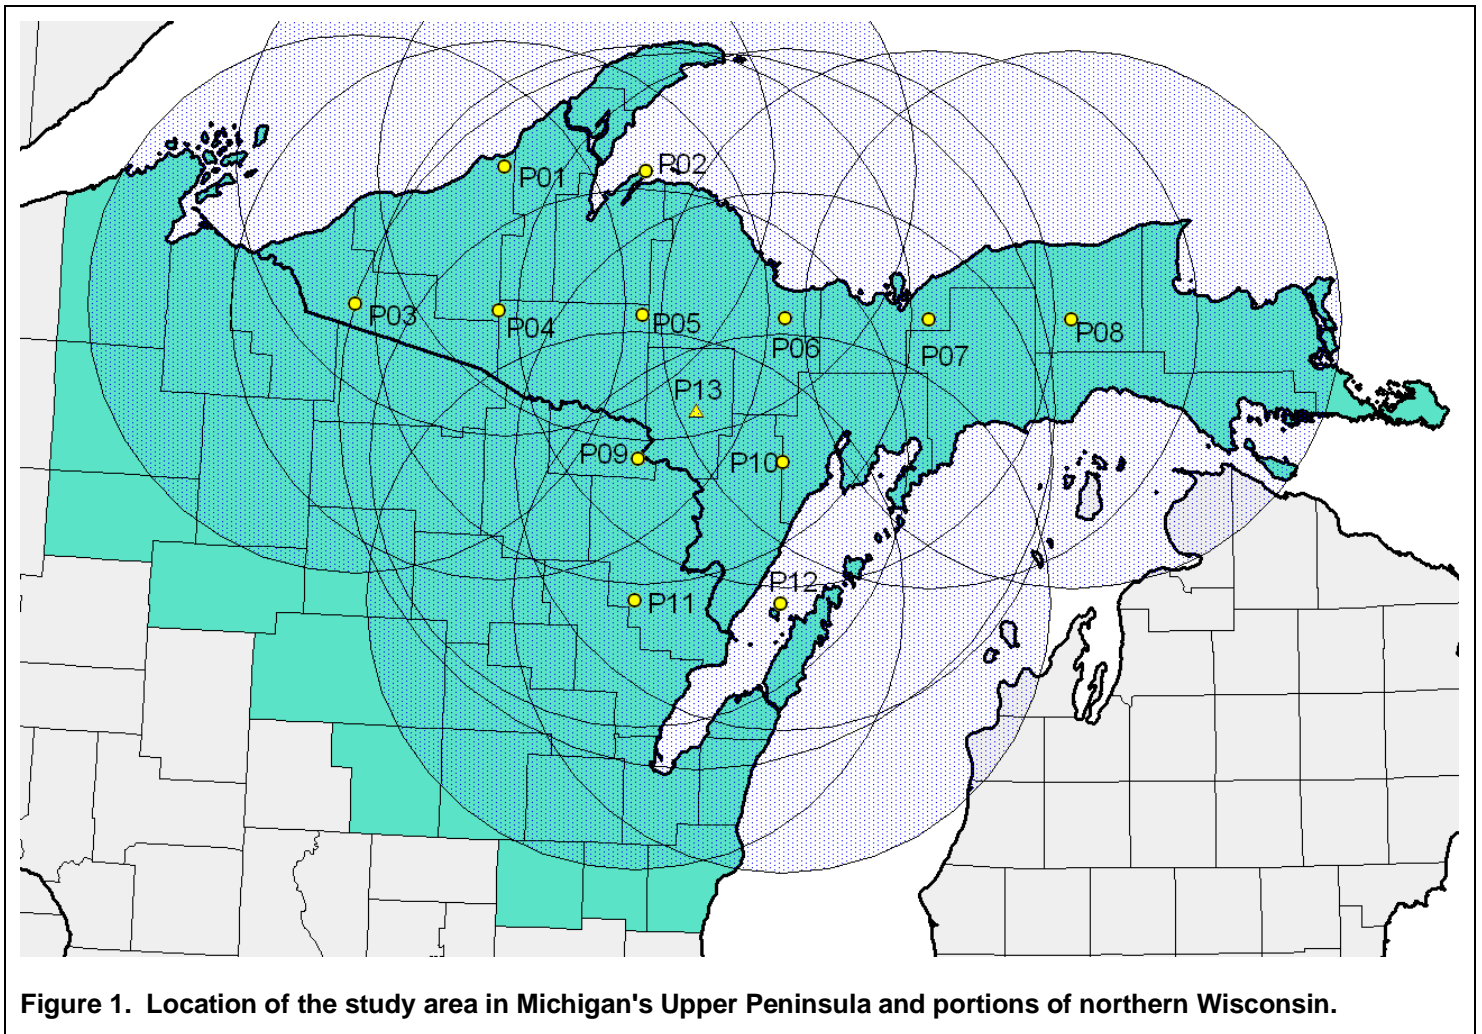 P01
P02
P03
P04
P05
P06
P07
P08
P13
P09
P10
P12
P11
Figure 1. Location of the study area in Michigan's Upper Peninsula and portions of northern Wisconsin.